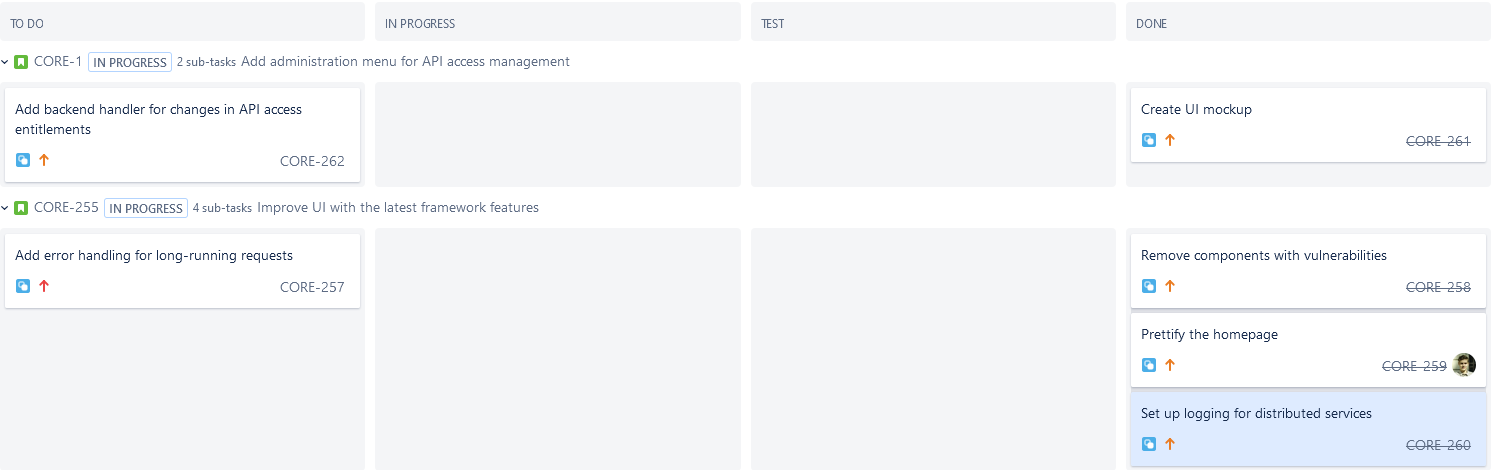 TO DO IN PROGRESS TEST DONE
CORE-1 IN PROGRESS 2 sub-tasks Add administration menu for API access management
Add backend handler for changes in API access
entitlements
CORE-262
Create UI mockup
CORE-261
CORE-255 IN PROGRESS 4 sub-tasks Improve UI with the latest framework features
Add error handling for long-running requests
CORE-257
Remove components with vulnerabilities
CORE-258
Prettify the homepage
CORE-259
Set up logging for distributed services
CORE-260